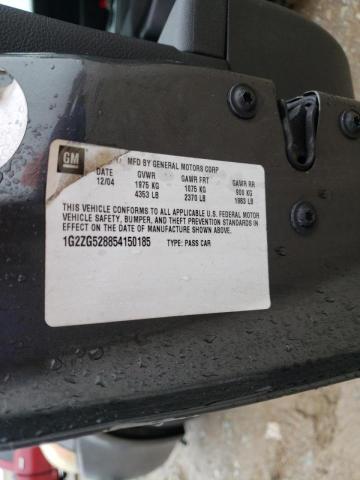 GM
MFD BY GENERAL MOTORS CORP
DATE GVWR GAWR FRT GAWR RR
12/04 1975 KG 1075 KG 900 KG
4353 LB 2370 LB 1983 LB
THIS VEHICLE CONFORMS TO ALL APPLICABLE U.S. FEDERAL MOTOR
VEHICLE SAFETY, BUMPER, AND THEFT PREVENTION STANDARDS IN
EFFECT ON THE DATE OF MANUFACTURE SHOWN ABOVE.
1G2ZG528854150185 TYPE: PASS CAR